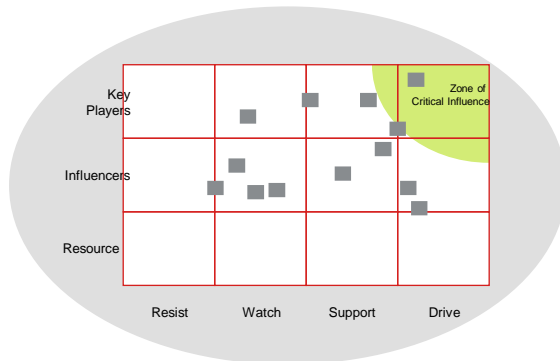 Key
Players
Zone of
Critical Influence
Influencers
Resource
Resist
Watch
Support
Drive